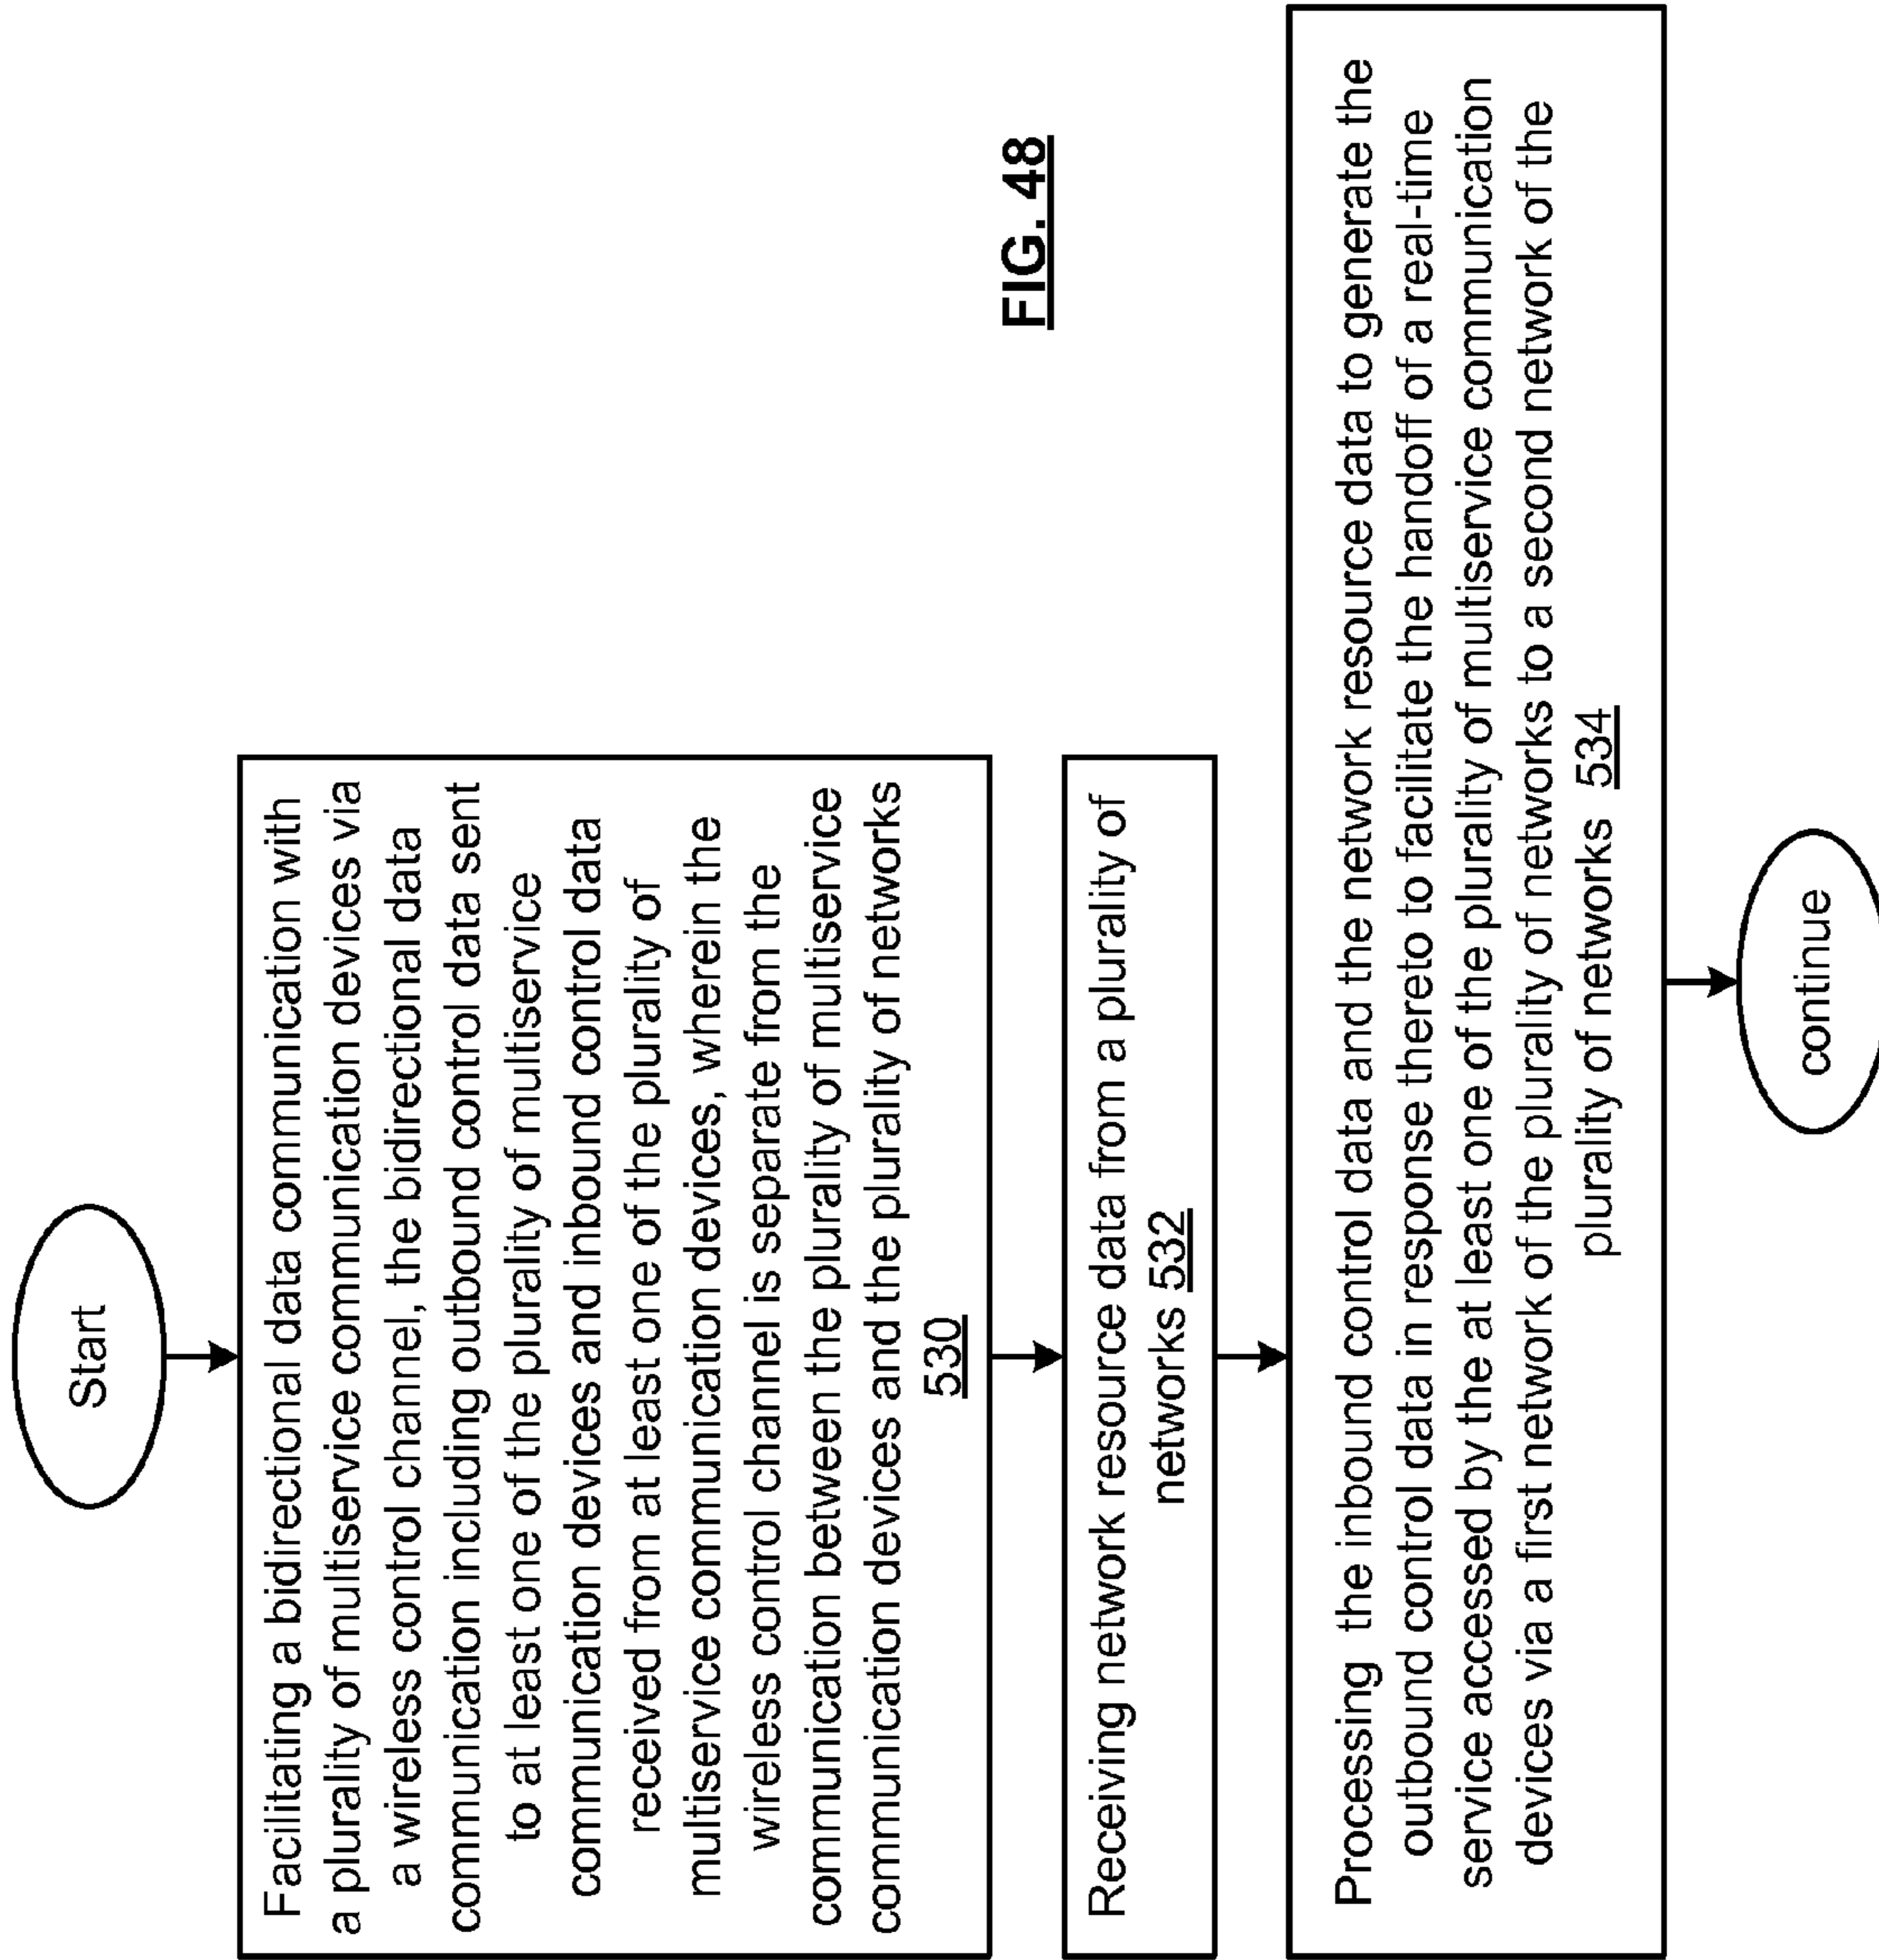 Start
Facilitating a bidirectional data communication with
a plurality of multiservice communication devices via
a wireless control channel, the bidirectional data
communication including outbound control data sent
to at least one of the plurality of multiservice
communication devices and inbound control data
received from at least one of the plurality of
multiservice communication devices, wherein the
wireless control channel is separate from the
communication between the plurality of multiservice
communication devices and the plurality of networks
530
Receiving network resource data from a plurality of
networks 532
Processing the inbound control data and the network resource data to generate the
outbound control data in response thereto to facilitate the handoff of a real-time
service accessed by the at least one of the plurality of multiservice communication
devices via a first network of the plurality of networks to a second network of the
plurality of networks 534
continue
FIG. 48